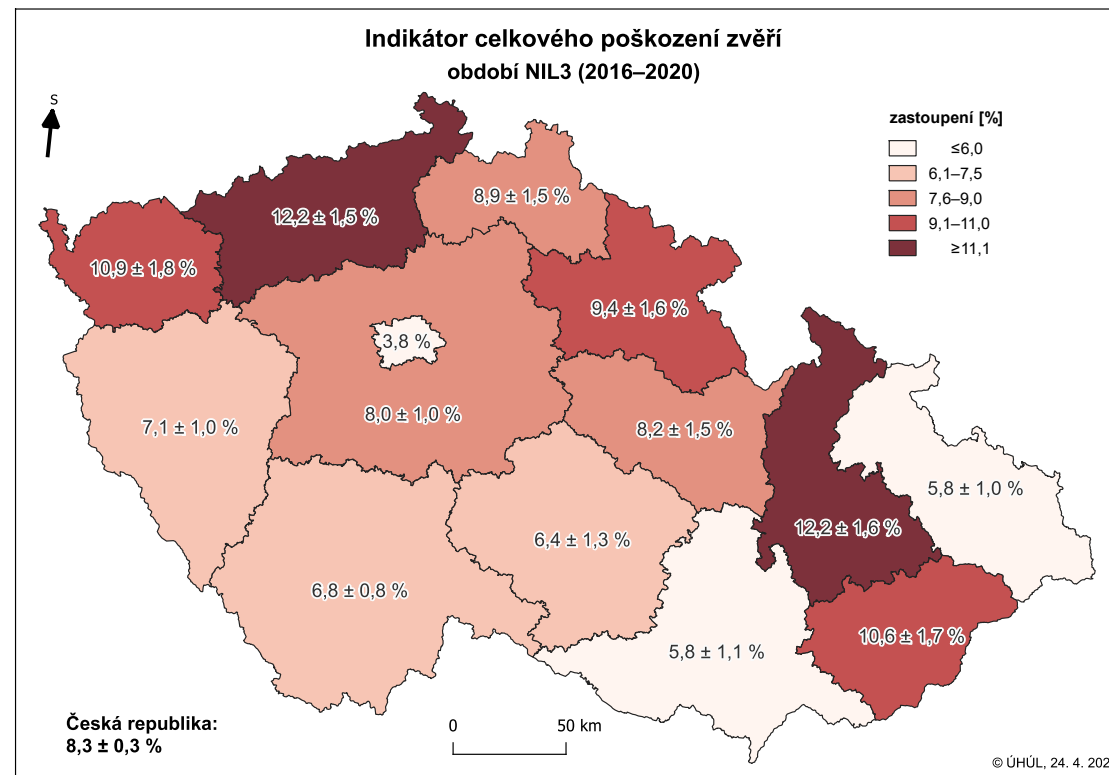 Indikátor celkového poškození zvěří
období NIL3 (2016–2020)
S
zastoupení [%]
≤6,0
6,1–7,5
7,6–9,0
9,1–11,0
≥11,1
8,9 ± 1,5 %
12,2 ± 1,5 %
10,9 ± 1,8 %
9,4 ± 1,6 %
3,8 %
8,0 ± 1,0 %
7,1 ± 1,0 %
8,2 ± 1,5 %
5,8 ± 1,0 %
12,2 ± 1,6 %
6,4 ± 1,3 %
6,8 ± 0,8 %
10,6 ± 1,7 %
5,8 ± 1,1 %
Česká republika:
8,3 ± 0,3 %
0 50 km
© ÚHÚL, 24. 4. 202